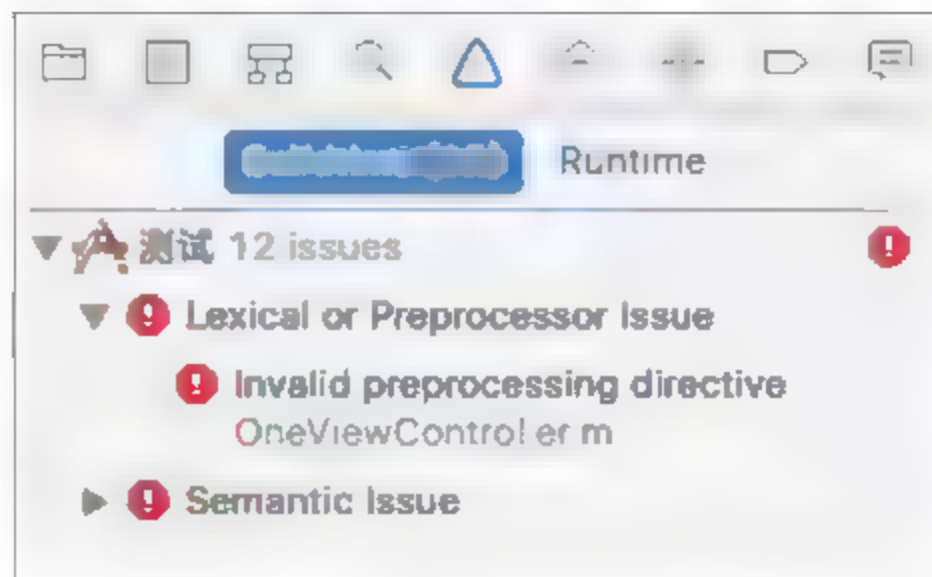 Runtime
测试 12 issues
Lexical or Preprocessor Issue
Invalid preprocessing directive
OneViewController.m
Semantic Issue